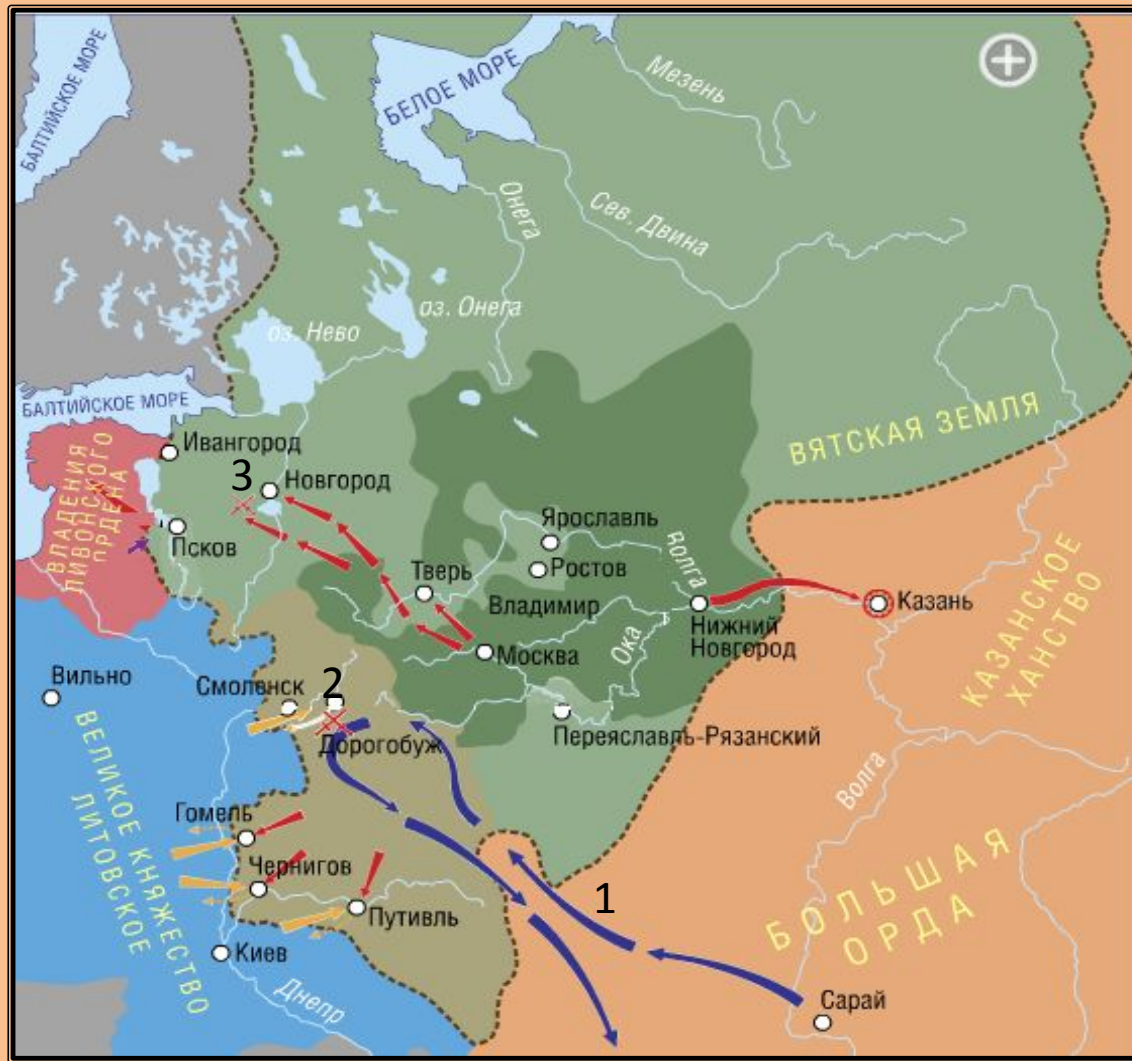 БАЛТИЙСКОЕ МОРЕ
БЕЛОЕ МОРЕ
Мезень
Онега
Сев. Двина
оз. Онега
оз. Нево
БАЛТИЙСКОЕ МОРЕ
ВЯТСКАЯ ЗЕМЛЯ
Ивангород
ВЛАДЕНИЯ
ЛИВОНСКОГО
ОРДЕНА
3
Новгород
Псков
Ярославль
Ростов
Тверь
Владимир
Волга
Казань
Нижний
Новгород
Ока
Москва
КАЗАНСКОЕ
ХАНСТВО
Вильно
Смоленск
2
Дорогобуж
Переяславль-Рязанский
Волга
ВЕЛИКОЕ КНЯЖЕСТВО
ЛИТОВСКОЕ
Гомель
Чернигов
Путивль
1
БОЛЬШАЯ
ОРДА
Киев
Днепр
Сарай